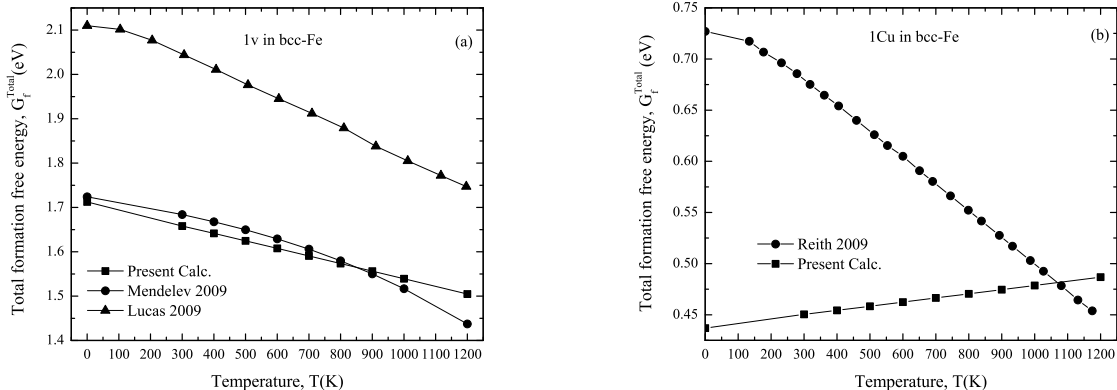 2.1
2.0
1.9
1.8
1.7
1.6
1.5
1.4
Total formation free energy, G_f^Total (eV)
1v in bcc-Fe
(a)
Present Calc.
Mendelev 2009
Lucas 2009
0 100 200 300 400 500 600 700 800 900 1000 1100 1200
Temperature, T(K)
0.75
0.70
0.65
0.60
0.55
0.50
0.45
Total formation free energy, G_f^Total (eV)
1Cu in bcc-Fe
(b)
Reith 2009
Present Calc.
0 100 200 300 400 500 600 700 800 900 1000 1100 1200
Temperature, T(K)